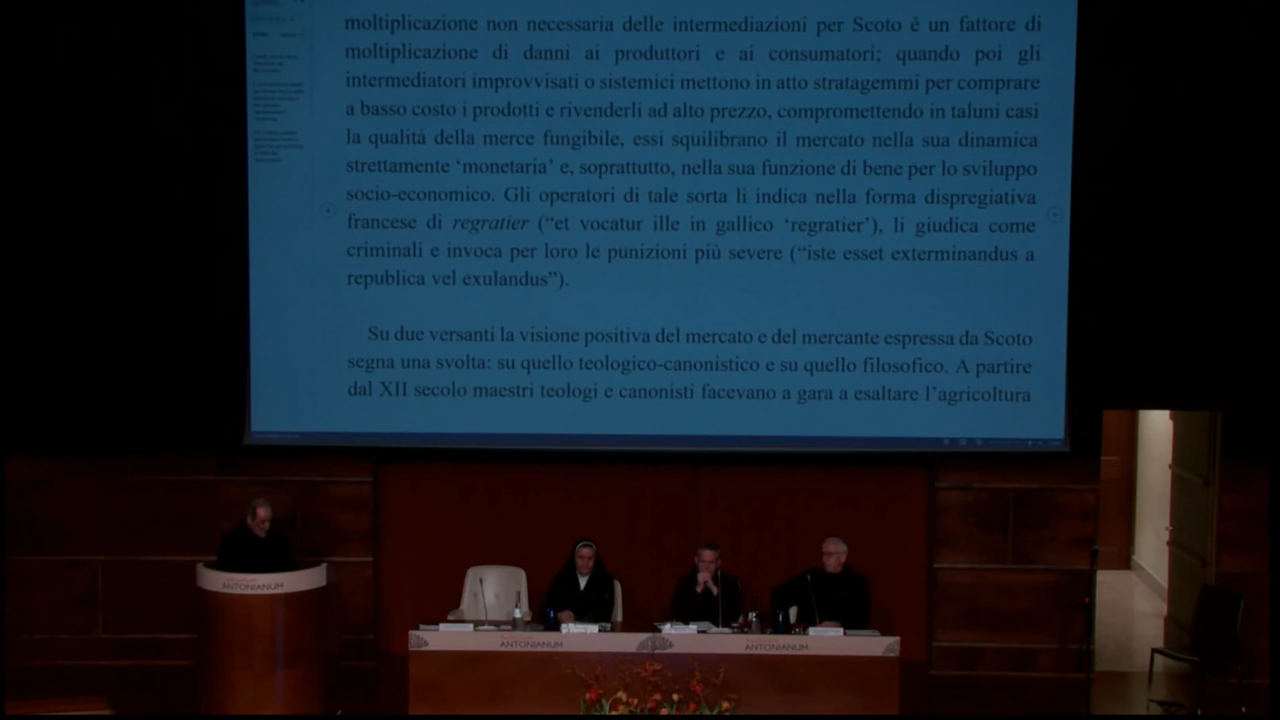 moltiplicazione non necessaria delle intermediazioni per Scoto è un fattore di
moltiplicazione di danni ai produttori e ai consumatori; quando poi gli
intermediatori improvvisati o sistemici mettono in atto stratagemmi per comprare
a basso costo i prodotti e rivenderli ad alto prezzo, compromettendo in taluni casi
la qualità della merce fungibile, essi squilibrano il mercato nella sua dinamica
strettamente ‘monetaria’ e, soprattutto, nella sua funzione di bene per lo sviluppo
socio-economico. Gli operatori di tale sorta li indica nella forma dispregiativa
francese di regratier (“et vocatur ille in gallico ‘regratier’), li giudica come
criminali e invoca per loro le punizioni più severe (“iste esset exterminandus a
republica vel exulandus”).
Su due versanti la visione positiva del mercato e del mercante espressa da Scoto
segna una svolta: su quello teologico-canonistico e su quello filosofico. A partire
dal XII secolo maestri teologi e canonisti facevano a gara a esaltare l’agricoltura
ANTONIANUM
ANTONIANUM
ANTONIANUM